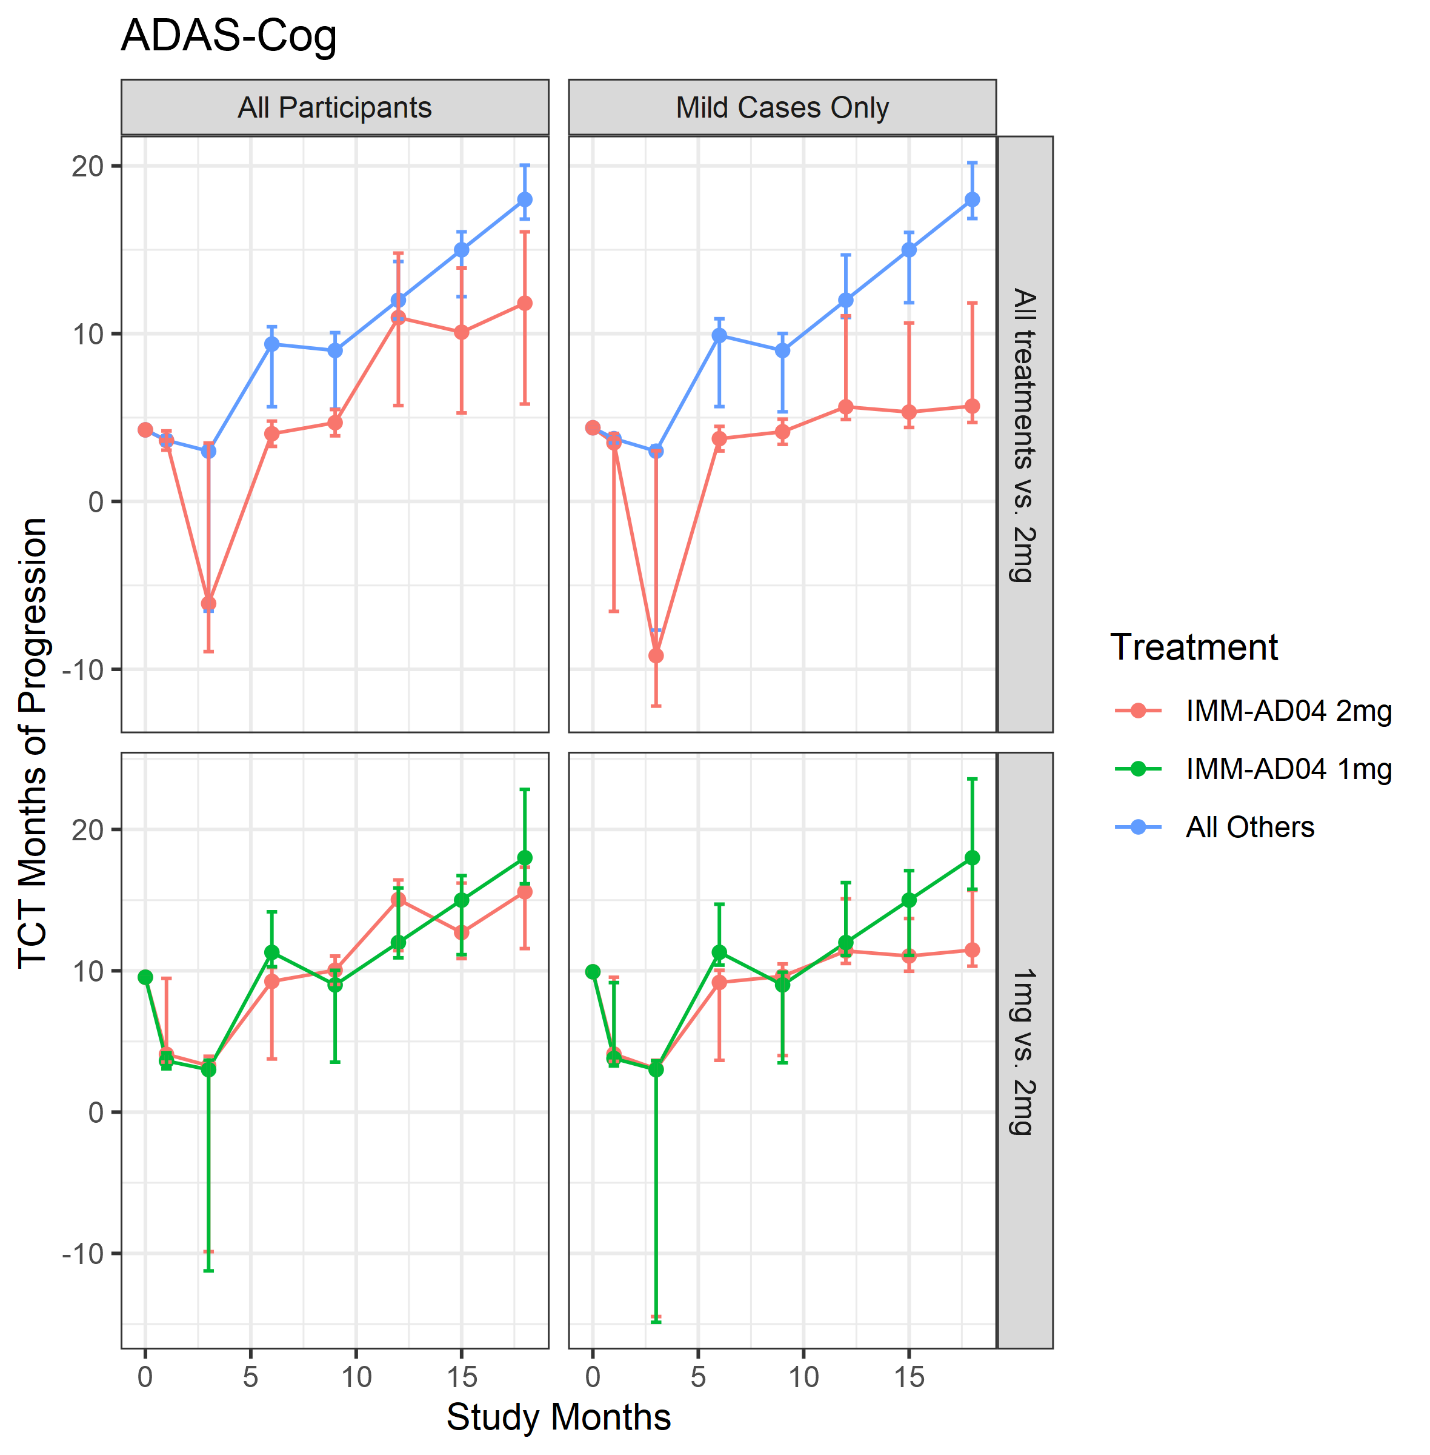 ADAS-Cog
All Participants
Mild Cases Only
20
10
0
-10
All treatments vs. 2mg
20
10
0
-10
1mg vs. 2mg
TCT Months of Progression
0 5 10 15
0 5 10 15
Study Months
Treatment
IMM-AD04 2mg
IMM-AD04 1mg
All Others